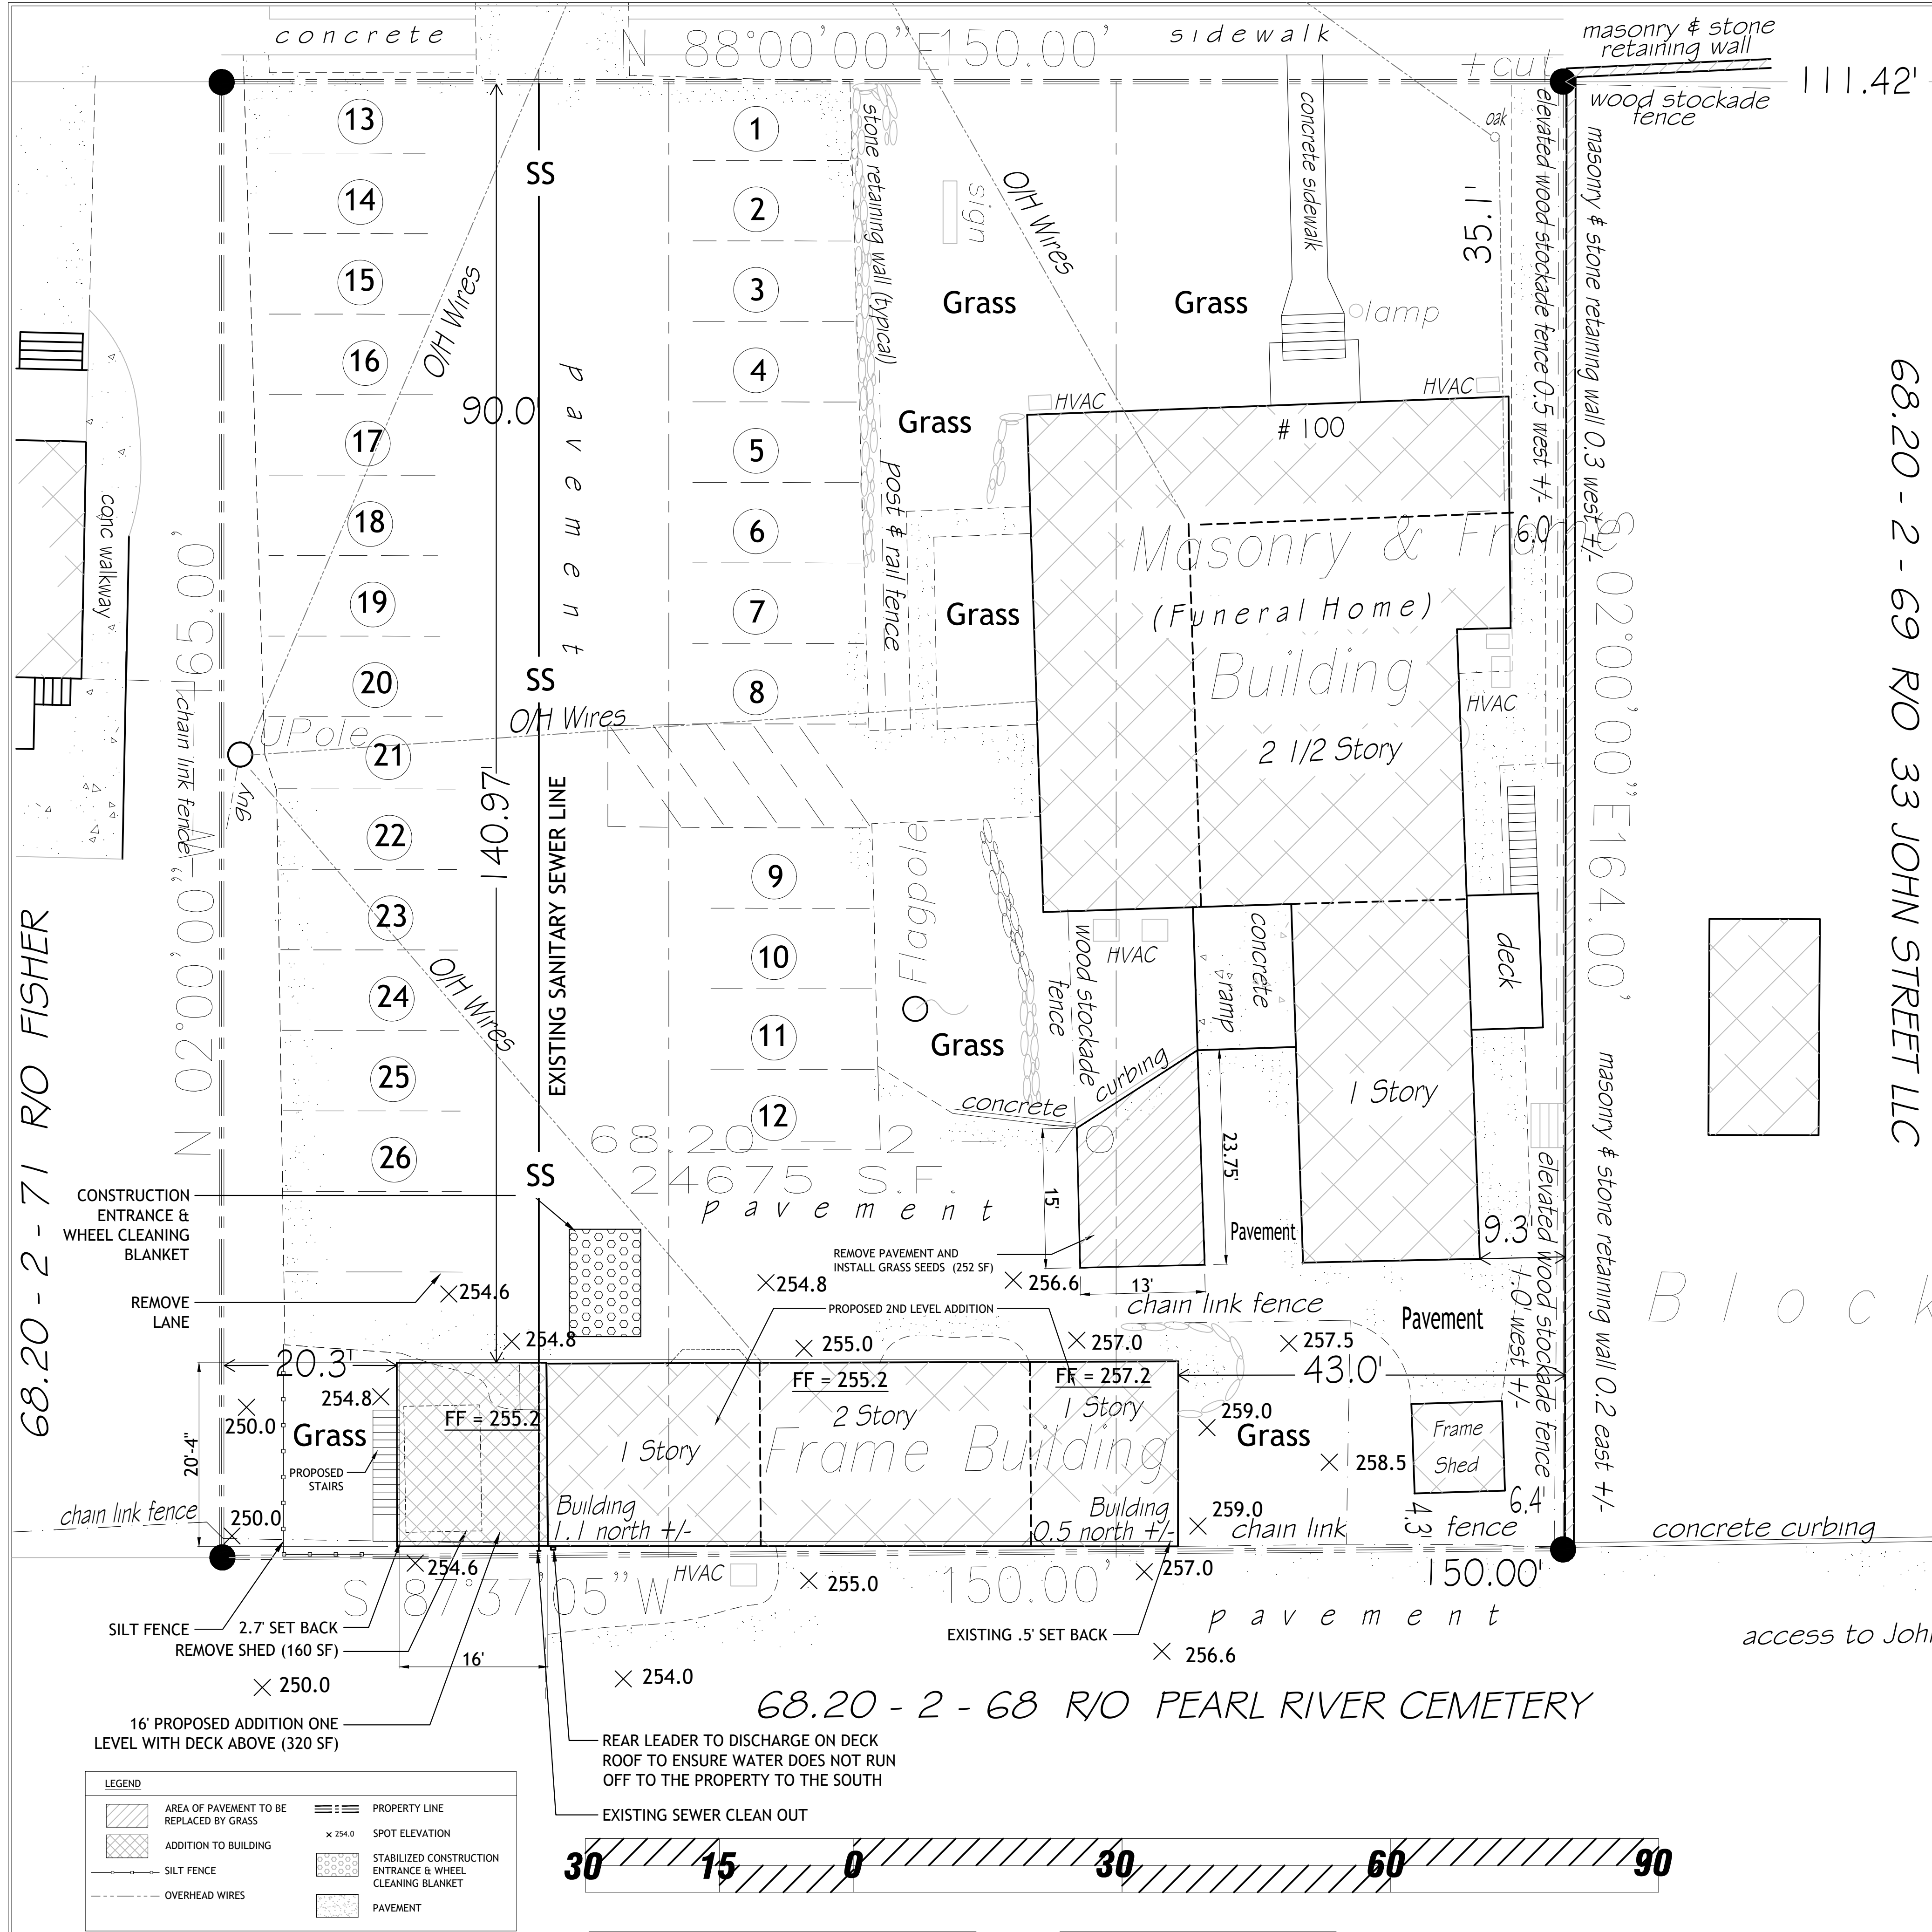 concrete
N 88°00'00"E150.00'
sidewalk
masonry & stone
retaining wall
+ cut
111.42'
wood stockade
fence
13
14
15
16
17
18
19
20
21
22
23
24
25
26
SS
SS
SS
1
2
3
4
5
6
7
8
9
10
11
12
stone retaining wall (typical)
sign
O/H Wires
concrete sidewalk
oak
35.1'
elevated wood stockade fence 0.5 west +/-
masonry & stone retaining wall 0.3 west +/-
Grass
Grass
lamp
O/H Wires
90.0'
pavement
HVAC
HVAC
# 100
Grass
post & rail fence
conc walkway
Masonry & Frame
6.0'
(Funeral Home)
Grass
Building
02°00'00"E164.00'
68.20 - 2 - 69 R/O 33 JOHN STREET LLC
HVAC
2 1/2 Story
UPole
O/H Wires
guy
chain link fence
N 02°00'00" 165.00'
140.97'
EXISTING SANITARY SEWER LINE
Flagpole
HVAC
wood stockade
fence
concrete
ramp
deck
O/H Wires
Grass
curbing
concrete
1 Story
68.20 - 2 - 70
24675 S.F.
pavement
15'
23.75'
13'
Pavement
9.3'
68.20 - 2 - 71 R/O FISHER
CONSTRUCTION
ENTRANCE &
WHEEL CLEANING
BLANKET
REMOVE
LANE
REMOVE PAVEMENT AND
INSTALL GRASS SEEDS (252 SF)
254.6
254.8
256.6
PROPOSED 2ND LEVEL ADDITION
chain link fence
Pavement
elevated wood stockade fence
1.0' west +/-
masonry & stone retaining wall 0.2 east +/-
Block
254.8
255.0
257.0
257.5
20.3'
43.0'
254.8
250.0
Grass
20'-4"
PROPOSED
STAIRS
FF = 255.2
FF = 255.2
FF = 257.2
1 Story
2 Story
1 Story
Frame Building
259.0
Grass
258.5
Frame
Shed
4.3'
6.4'
chain link fence
250.0
Building
1.1 north +/-
Building
0.5 north +/-
259.0
chain link fence
concrete curbing
254.6
S 87°37'05"W
HVAC
255.0
150.00'
257.0
150.00'
SILT FENCE
2.7' SET BACK
REMOVE SHED (160 SF)
16'
EXISTING .5' SET BACK
pavement
256.6
250.0
254.0
68.20 - 2 - 68 R/O PEARL RIVER CEMETERY
16' PROPOSED ADDITION ONE
LEVEL WITH DECK ABOVE (320 SF)
REAR LEADER TO DISCHARGE ON DECK
ROOF TO ENSURE WATER DOES NOT RUN
OFF TO THE PROPERTY TO THE SOUTH
EXISTING SEWER CLEAN OUT
LEGEND
AREA OF PAVEMENT TO BE
REPLACED BY GRASS
ADDITION TO BUILDING
SILT FENCE
OVERHEAD WIRES
PROPERTY LINE
254.0
SPOT ELEVATION
STABILIZED CONSTRUCTION
ENTRANCE & WHEEL
CLEANING BLANKET
PAVEMENT
30 15 0 30 60 90